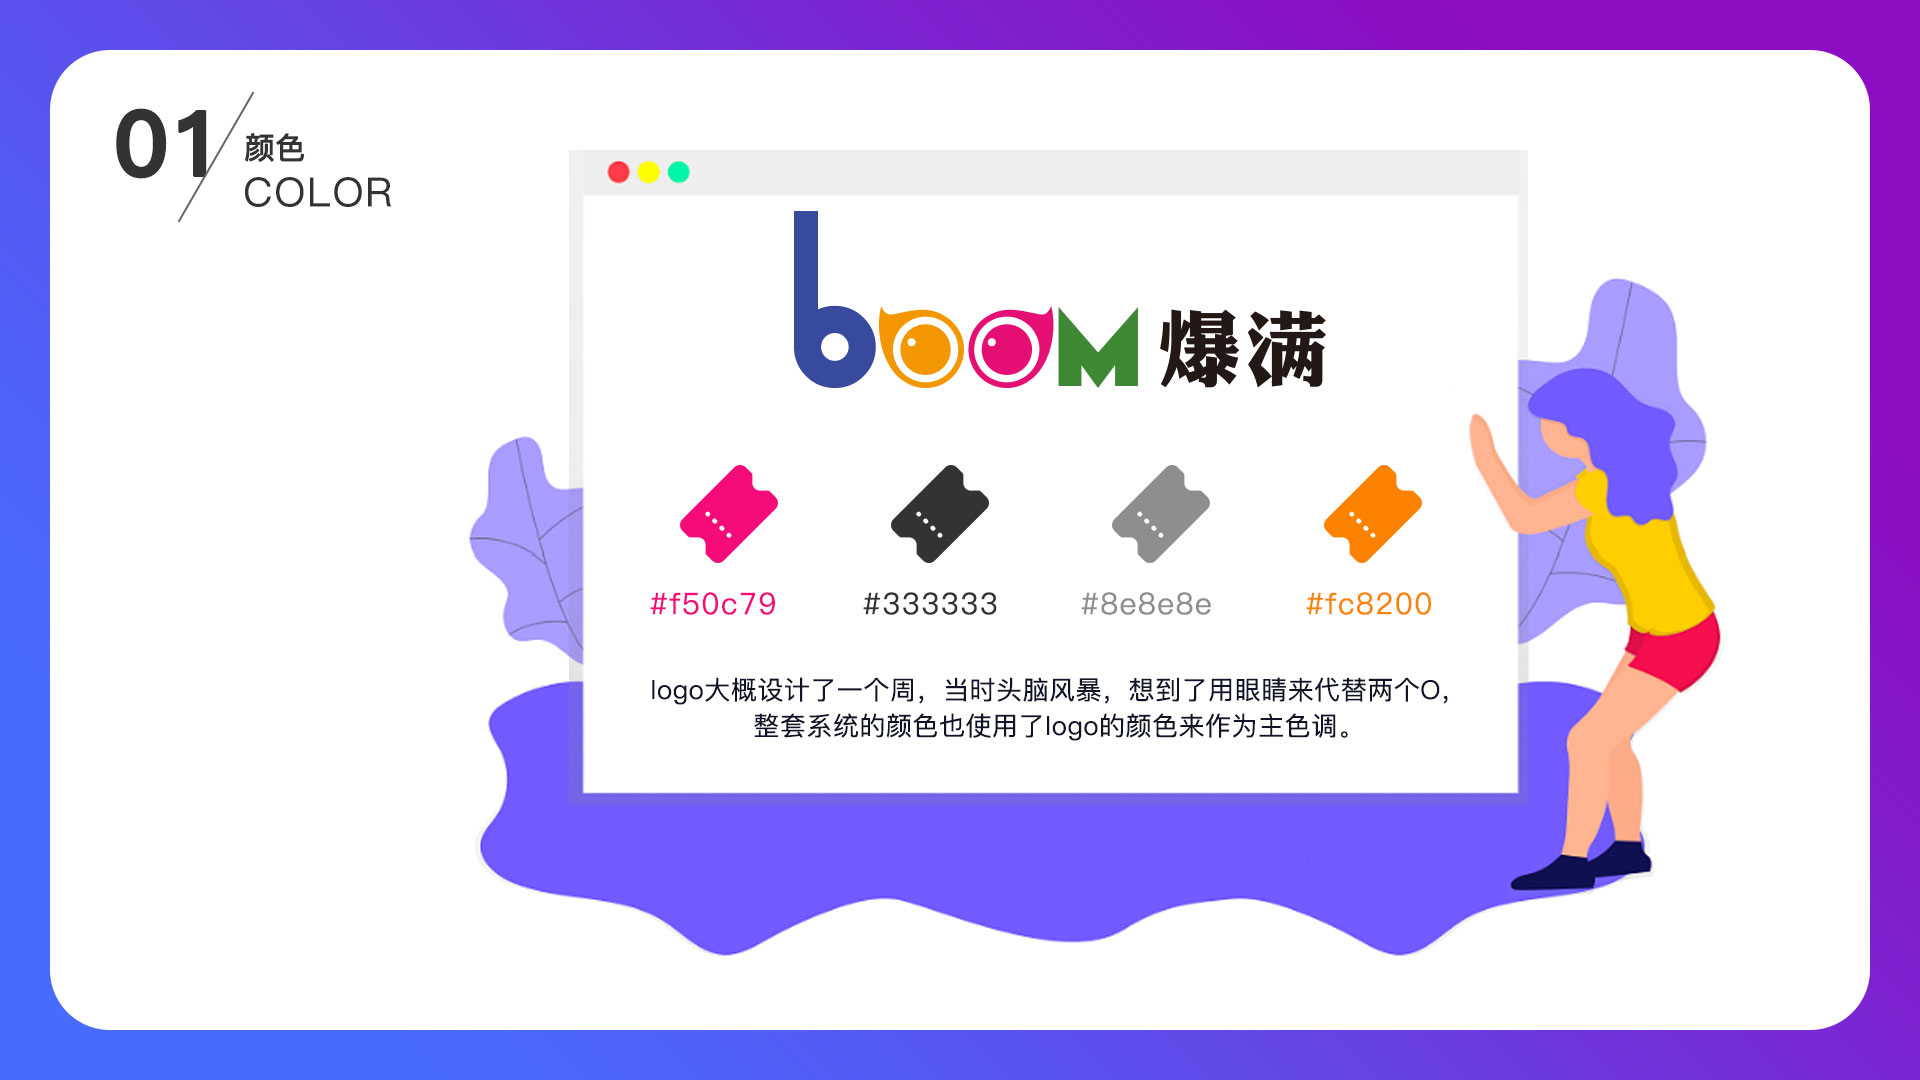 01
颜色
COLOR
booM 爆满
#f50c79
#333333
#8e8e8e
#fc8200
logo大概设计了一个周，当时头脑风暴，想到了用眼睛来代替两个O，
整套系统的颜色也使用了logo的颜色来作为主色调。